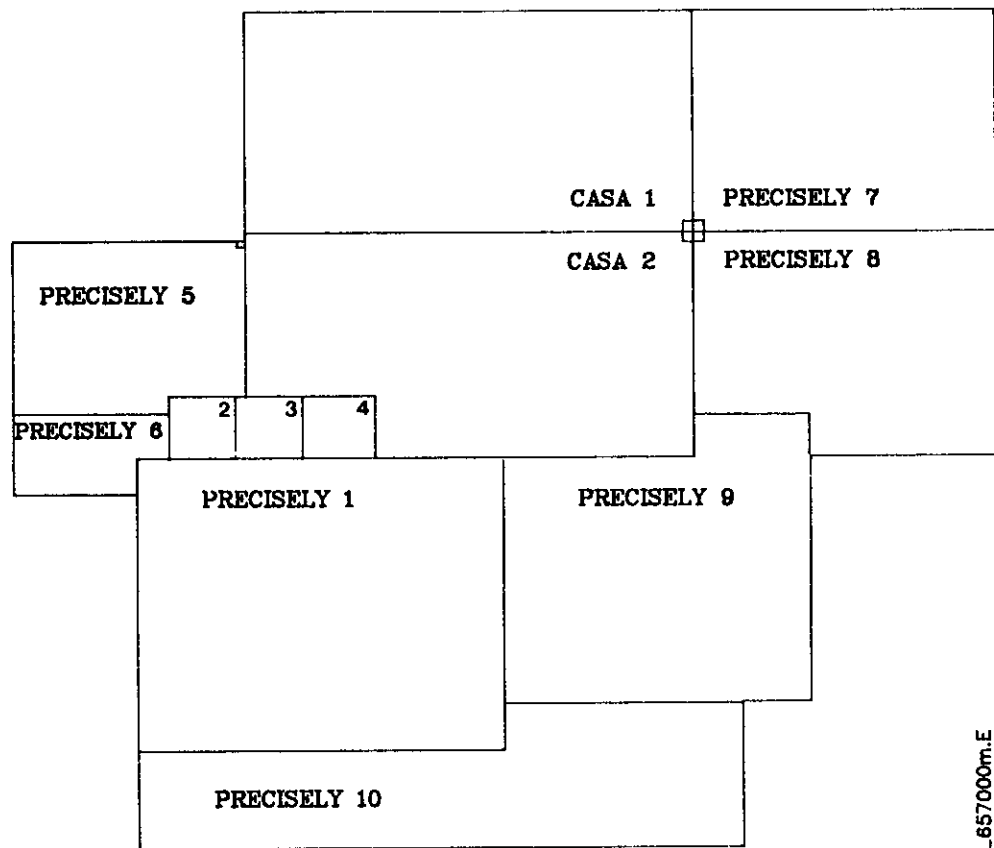 CASA 1 PRECISELY 7
CASA 2 PRECISELY 8
PRECISELY 5
2 3 4
PRECISELY 6
PRECISELY 1 PRECISELY 9
PRECISELY 10
657000m.E